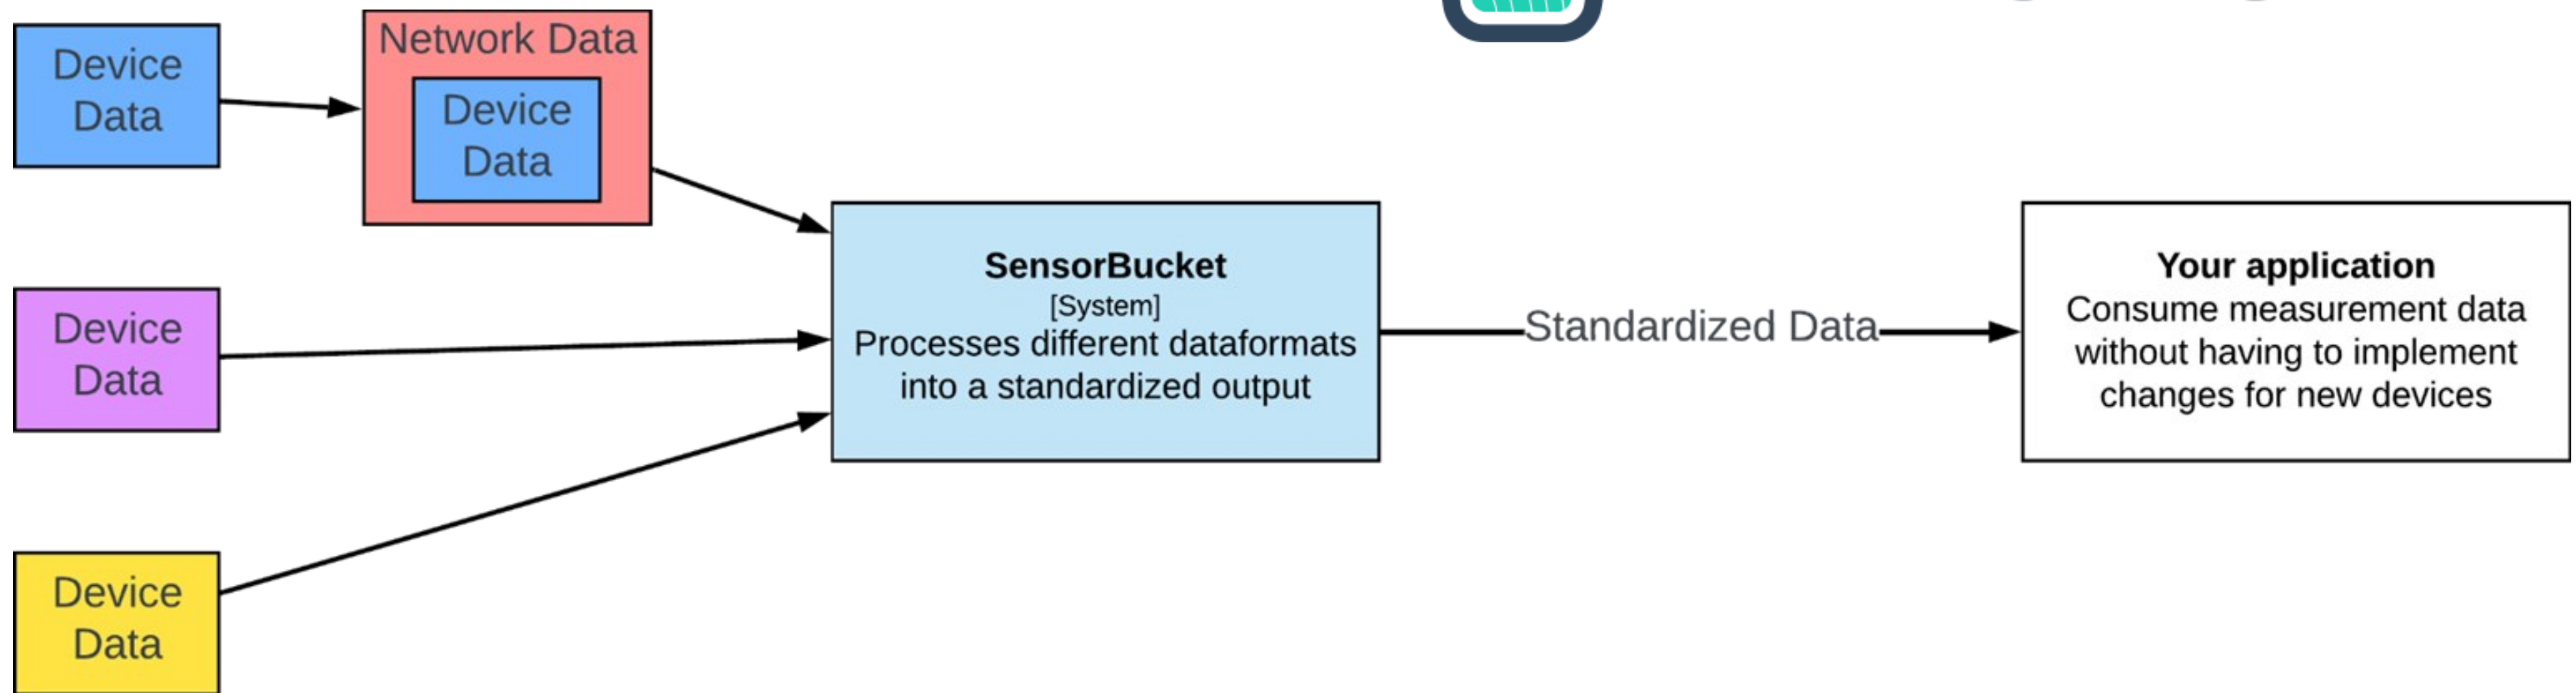 Device
Data
Network Data
Device
Data
Device
Data
Device
Data
SensorBucket
[System]
Processes different dataformats
into a standardized output
Standardized Data
Your application
Consume measurement data
without having to implement
changes for new devices